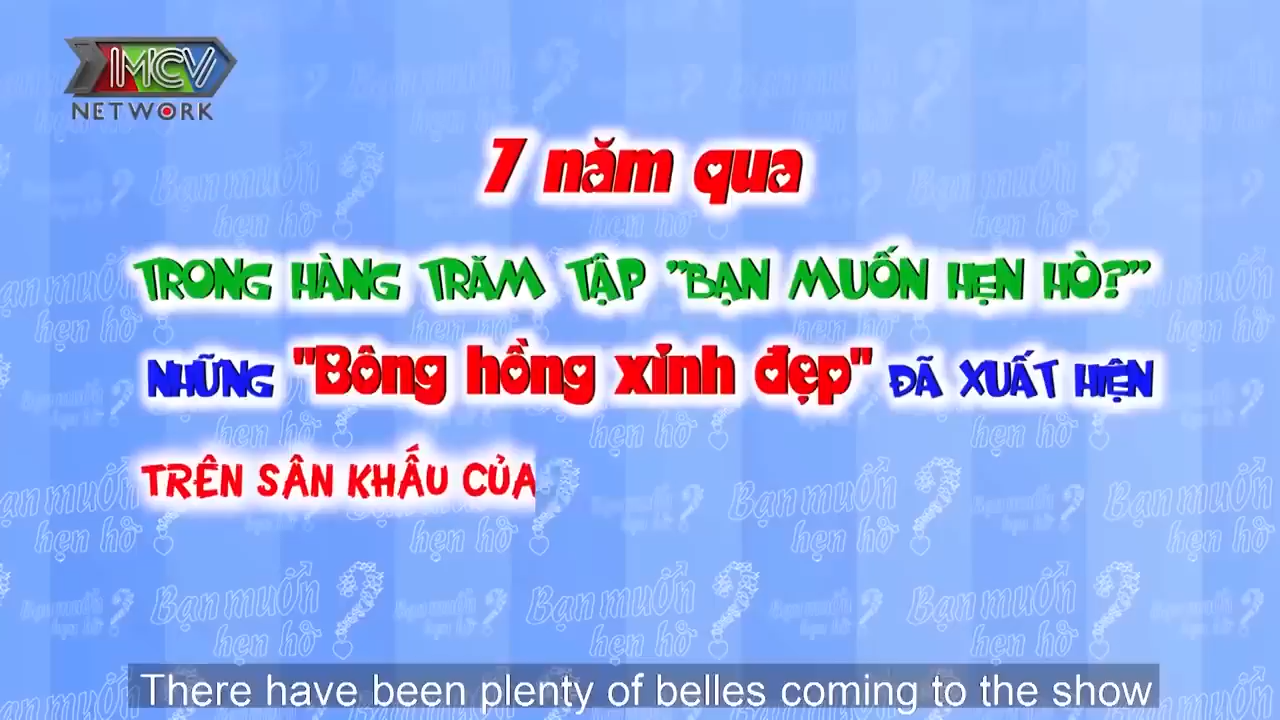 MCV
NETWORK
7 năm qua
TRONG HÀNG TRĂM TẬP "BẠN MUỐN HẸN HÒ?"
NHỮNG "Bông hồng xinh đẹp" ĐÃ XUẤT HIỆN
TRÊN SÂN KHẤU CỦA
There have been plenty of belles coming to the show